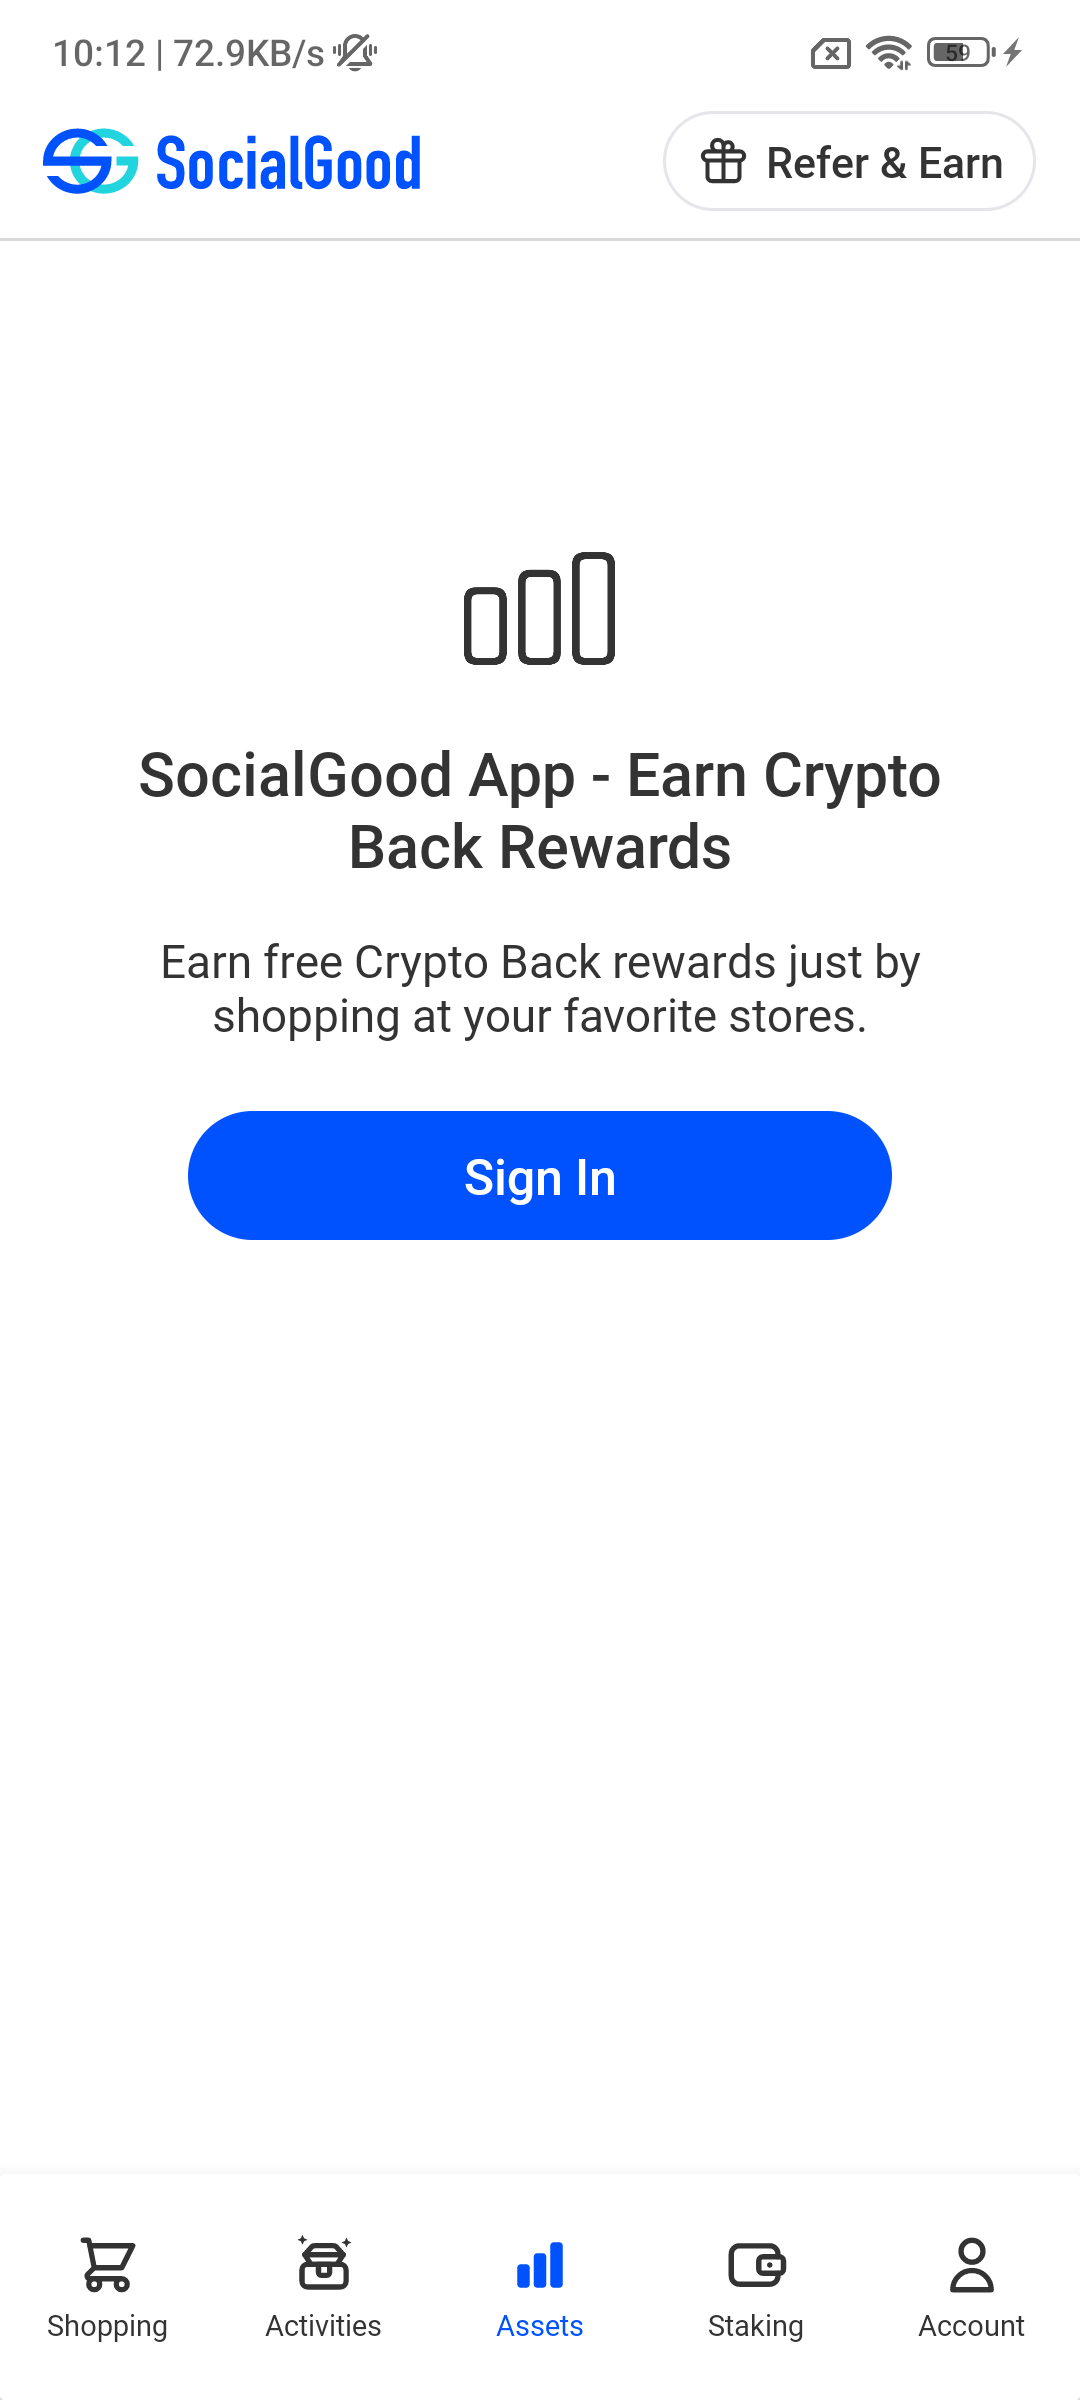 10:12 | 72.9KB/s
59
SocialGood
Refer & Earn
SocialGood App - Earn Crypto
Back Rewards
Earn free Crypto Back rewards just by
shopping at your favorite stores.
Sign In
Shopping
Activities
Assets
Staking
Account